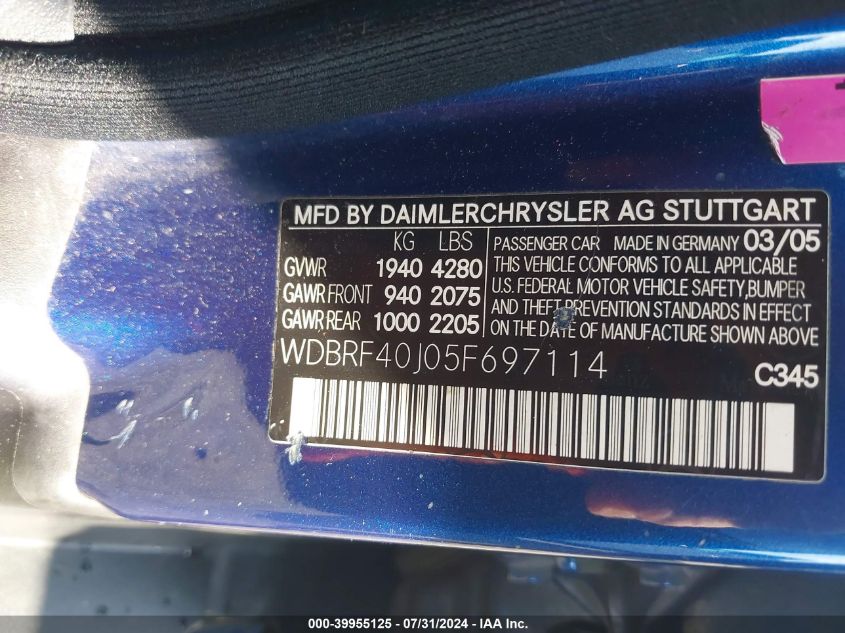 MFD BY DAIMLERCHRYSLER AG STUTTGART
KG LBS
GVWR 1940 4280
GAWR FRONT 940 2075
GAWR REAR 1000 2205
PASSENGER CAR MADE IN GERMANY 03/05
THIS VEHICLE CONFORMS TO ALL APPLICABLE
U.S. FEDERAL MOTOR VEHICLE SAFETY,BUMPER
AND THEFT PREVENTION STANDARDS IN EFFECT
ON THE DATE OF MANUFACTURE SHOWN ABOVE
WDBRF40J05F697114
C345
000-39955125 - 07/31/2024 - IAA Inc.